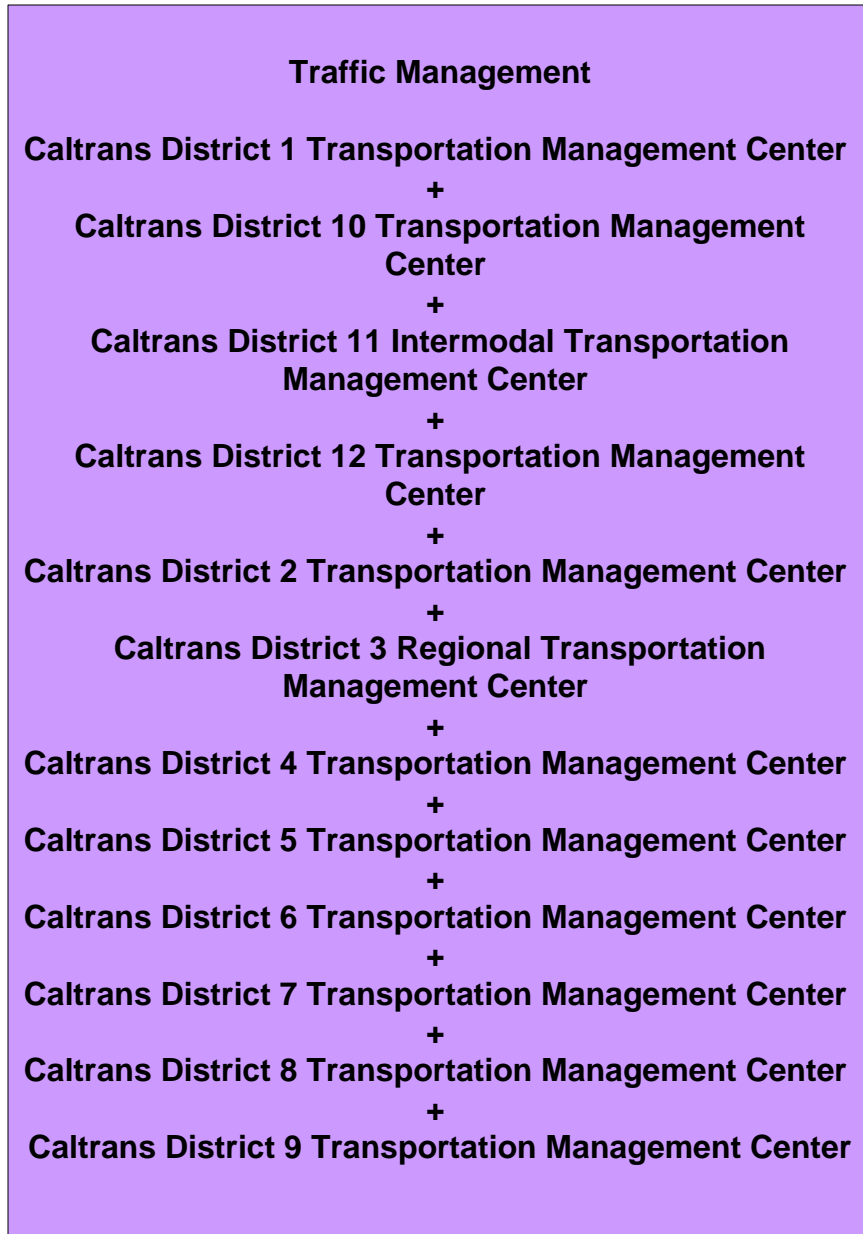 Traffic Management
Caltrans District 1 Transportation Management Center
+
Caltrans District 10 Transportation Management
Center
+
Caltrans District 11 Intermodal Transportation
Management Center
+
Caltrans District 12 Transportation Management
Center
+
Caltrans District 2 Transportation Management Center
+
Caltrans District 3 Regional Transportation
Management Center
+
Caltrans District 4 Transportation Management Center
+
Caltrans District 5 Transportation Management Center
+
Caltrans District 6 Transportation Management Center
+
Caltrans District 7 Transportation Management Center
+
Caltrans District 8 Transportation Management Center
+
Caltrans District 9 Transportation Management Center